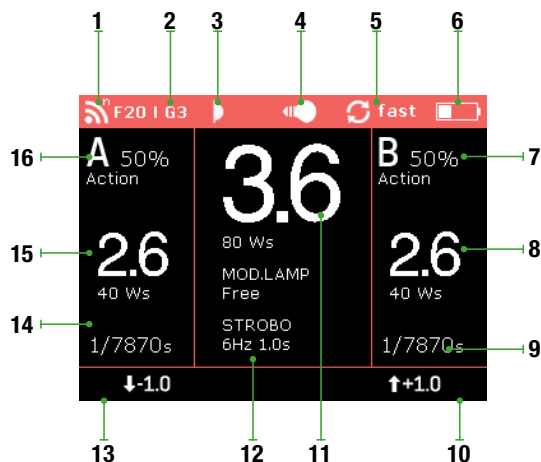 1 2 3 4 5 6
n F20 I G3 fast
16 A 50% 3.6 B 50% 7
Action Action
15 2.6 80 Ws 2.6 8
40 Ws MOD.LAMP 40 Ws
Free
14 STROBO
1/7870s 6Hz 1.0s 1/7870s 9
-1.0 +1.0
13 12 11 10